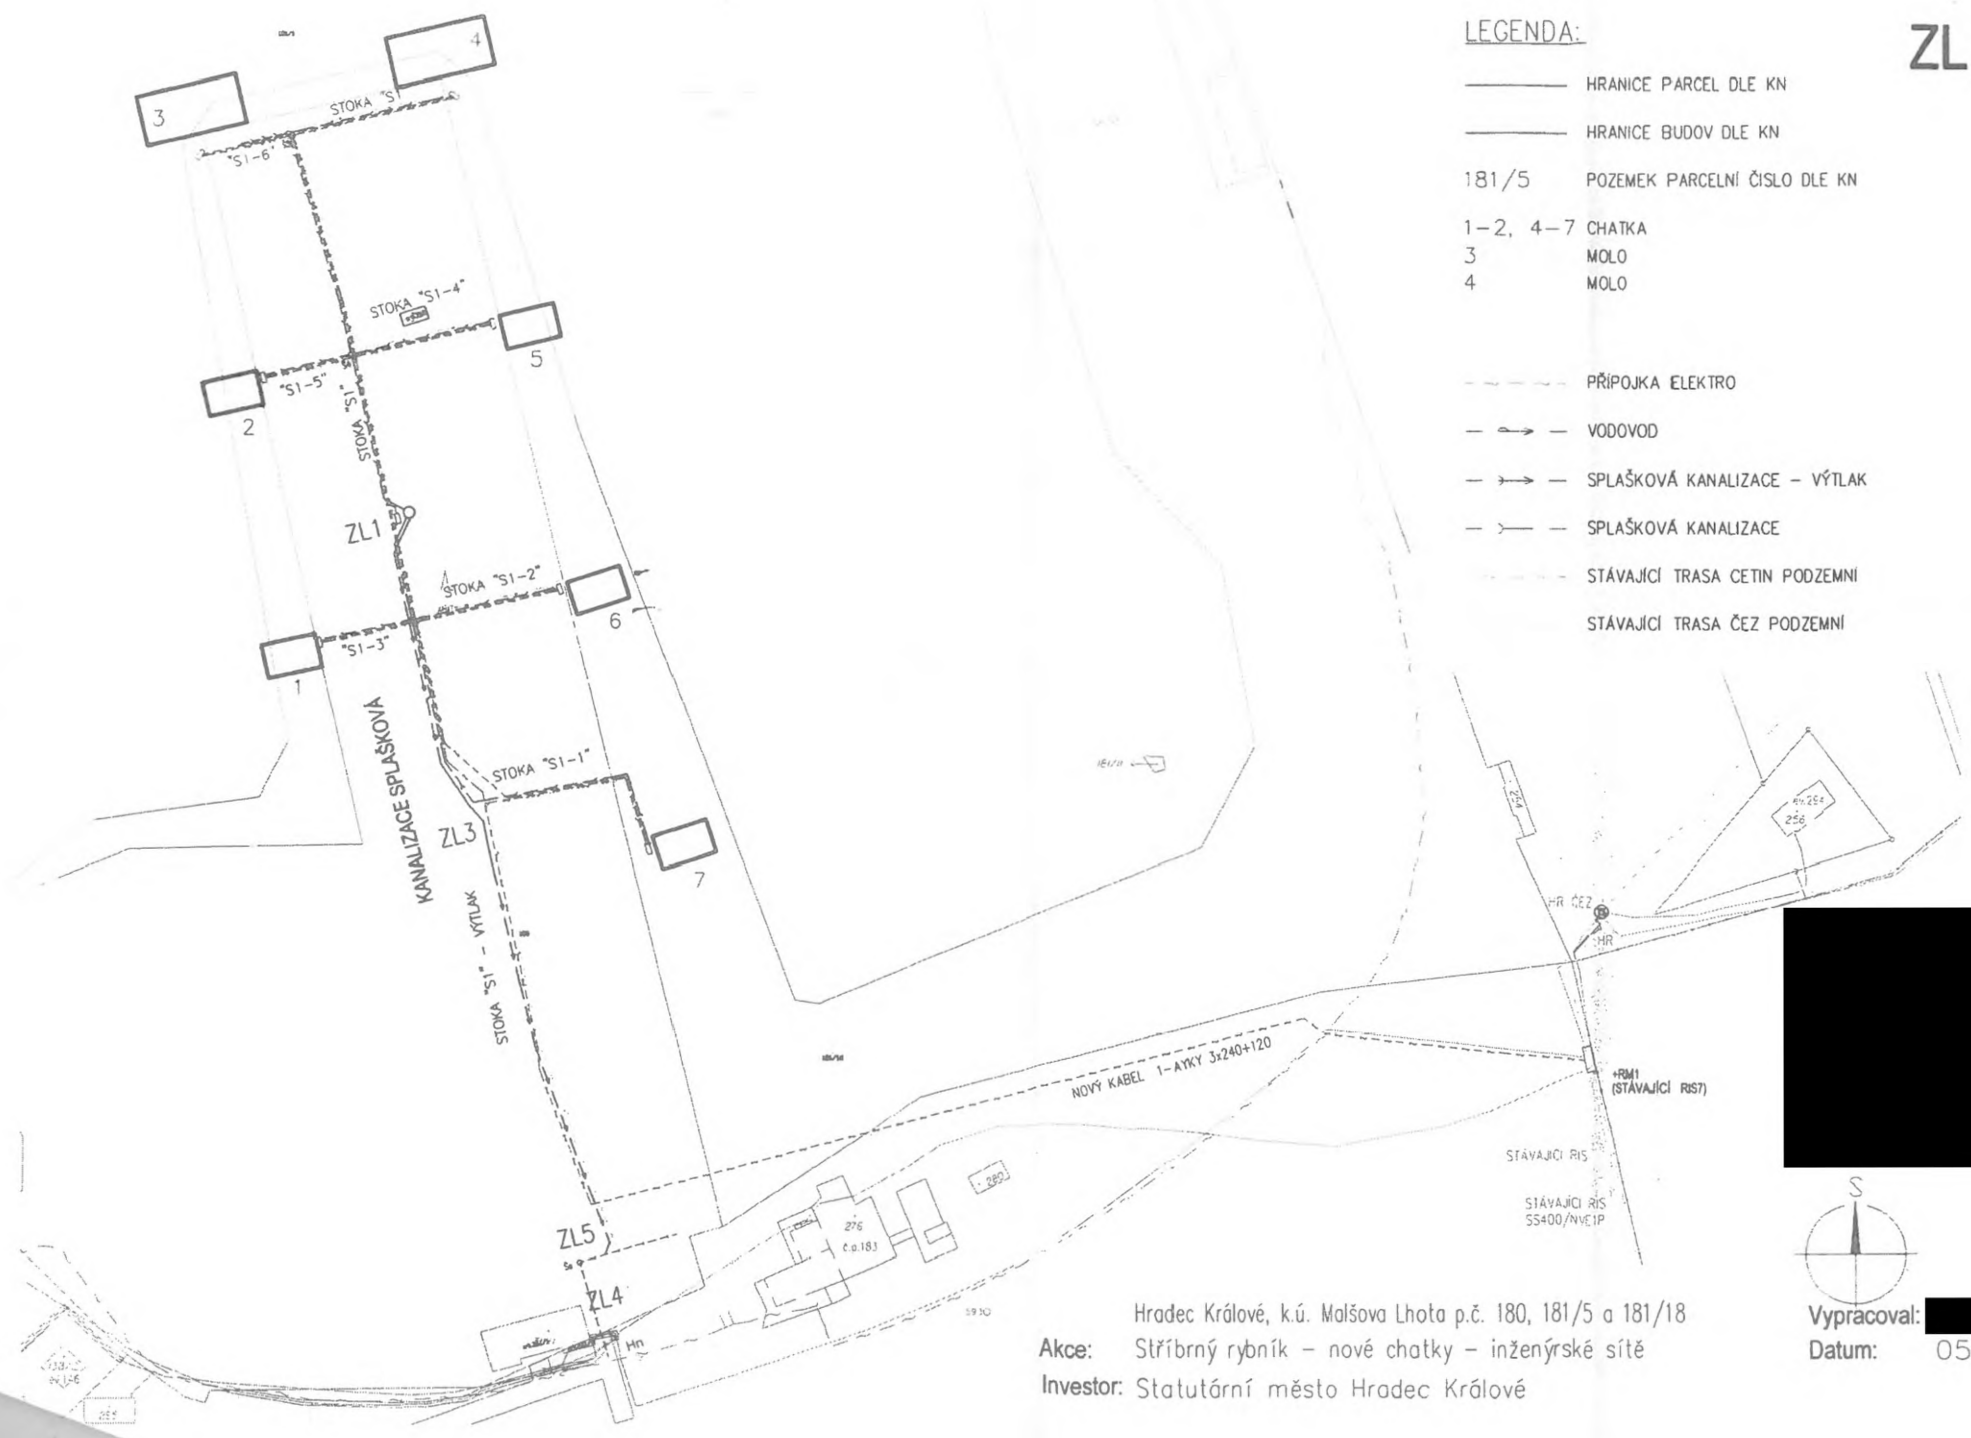 LEGENDA:
ZL
HRANICE PARCEL DLE KN
HRANICE BUDOV DLE KN
181/5 POZEMEK PARCELNÍ ČISLO DLE KN
1-2, 4-7 CHATKA
3 MOLO
4 MOLO
PŘÍPOJKA ELEKTRO
VODOVOD
SPLAŠKOVÁ KANALIZACE - VÝTLAK
SPLAŠKOVÁ KANALIZACE
STÁVAJÍCÍ TRASA CETIN PODZEMNÍ
STÁVAJÍCÍ TRASA ČEZ PODZEMNÍ
4
3
STOKA "S1
"S1-6"
STOKA "S1-4"
5
"S1-5"
2
STOKA "S1"
ZL1
STOKA "S1-2"
6
"S1-3"
1
KANALIZACE SPLAŠKOVÁ
STOKA "S1-1"
ZL3
7
STOKA "S1" - VÝTLAK
264
256
HR ČEZ
HR
NOVÝ KABEL 1-AYKY 3x240+120
+RM1
(STÁVAJÍCÍ RIS7)
STÁVAJÍCÍ RIS
STÁVAJÍCÍ RIS
SS400/NVE1P
ZL5
ZL4
Hn
276
č.p.183
289
S
Hradec Králové, k.ú. Malšova Lhota p.č. 180, 181/5 a 181/18
Akce: Stříbrný rybník - nové chatky - inženýrské sítě
Investor: Statutární město Hradec Králové
Vypracoval:
Datum: 05